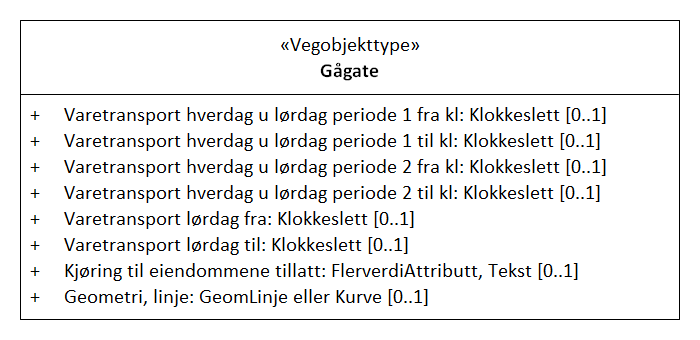 «Vegobjekttype»
Gågate
+ Varetransport hverdag u lørdag periode 1 fra kl: Klokkeslett [0..1]
+ Varetransport hverdag u lørdag periode 1 til kl: Klokkeslett [0..1]
+ Varetransport hverdag u lørdag periode 2 fra kl: Klokkeslett [0..1]
+ Varetransport hverdag u lørdag periode 2 til kl: Klokkeslett [0..1]
+ Varetransport lørdag fra: Klokkeslett [0..1]
+ Varetransport lørdag til: Klokkeslett [0..1]
+ Kjøring til eiendommene tillatt: FlerverdiAttributt, Tekst [0..1]
+ Geometri, linje: GeomLinje eller Kurve [0..1]